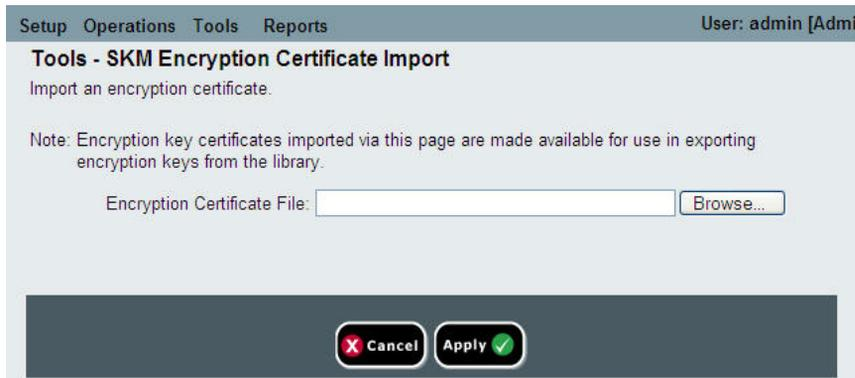 Setup Operations Tools Reports User: admin [Admi
Tools - SKM Encryption Certificate Import
Import an encryption certificate.
Note: Encryption key certificates imported via this page are made available for use in exporting
encryption keys from the library.
Encryption Certificate File: Browse...
Cancel Apply